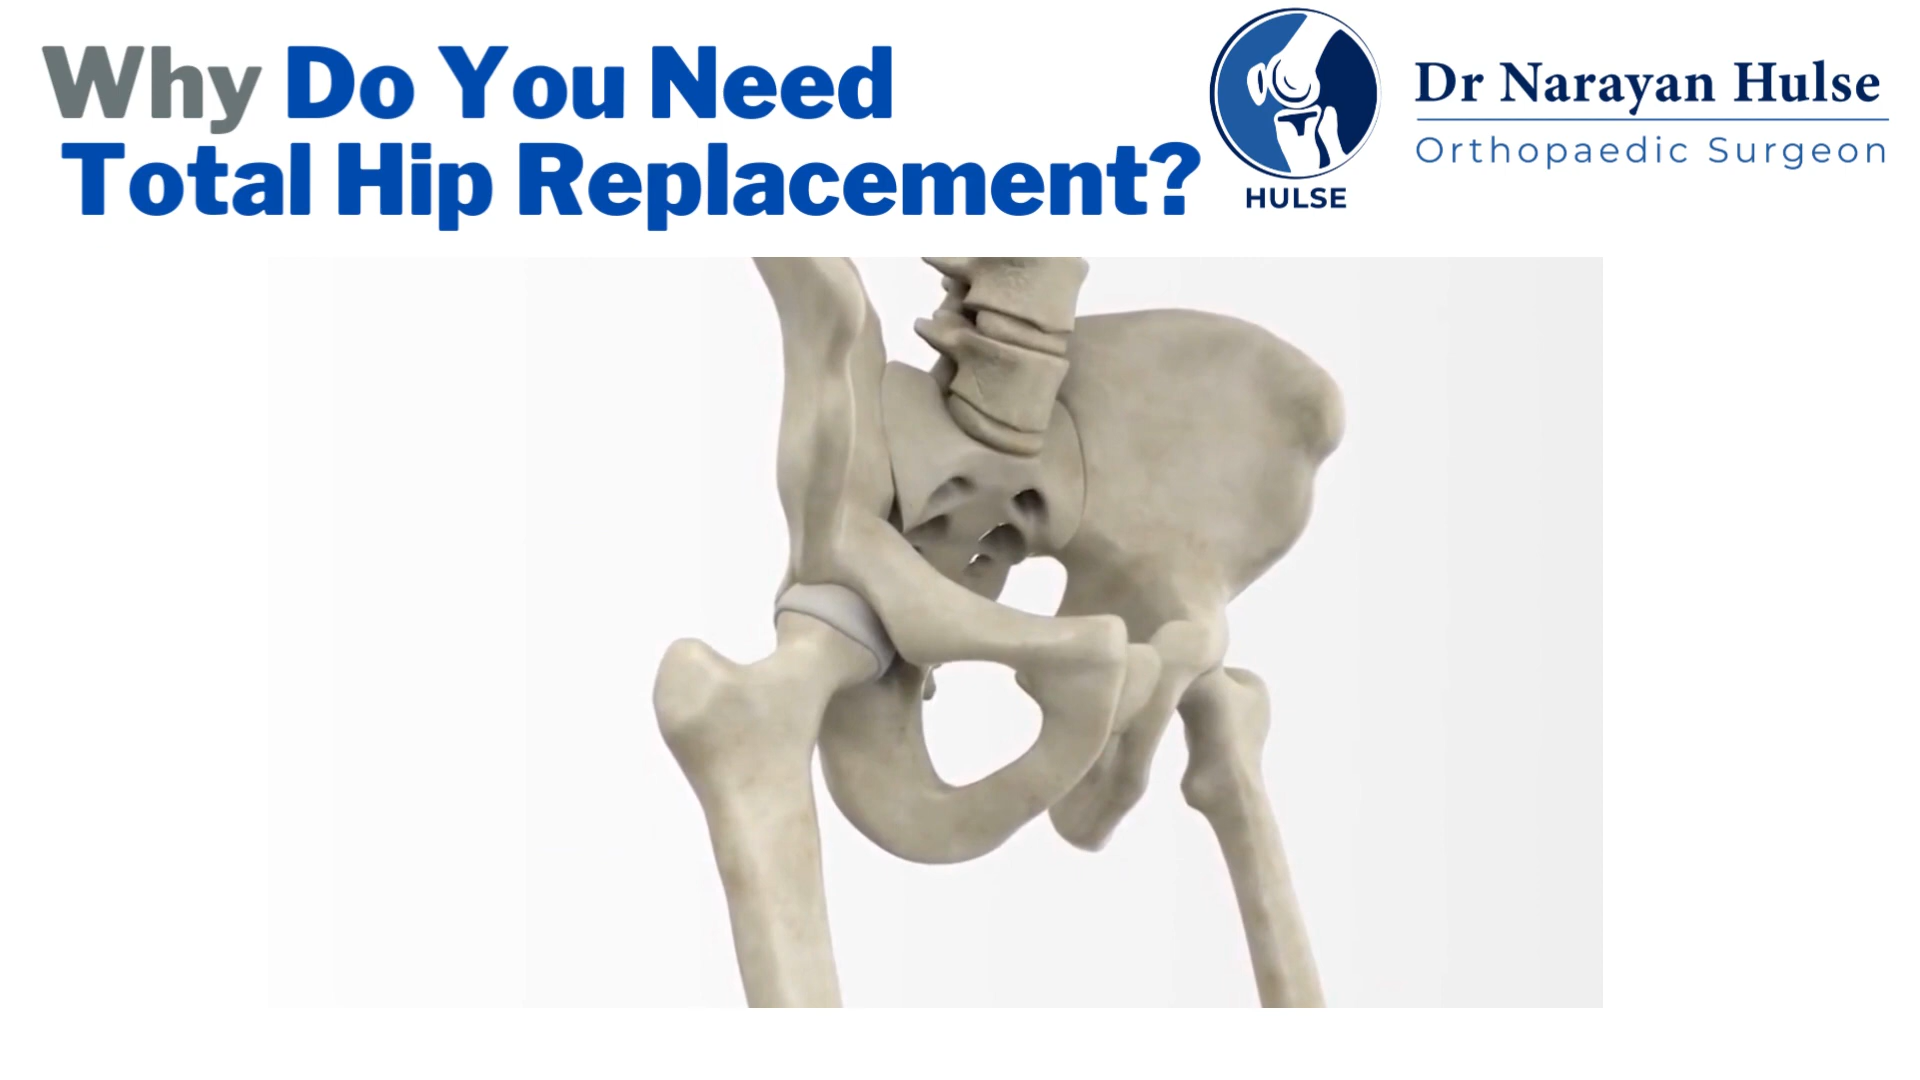 Why Do You Need
Total Hip Replacement?
HULSE
Dr Narayan Hulse
Orthopaedic Surgeon